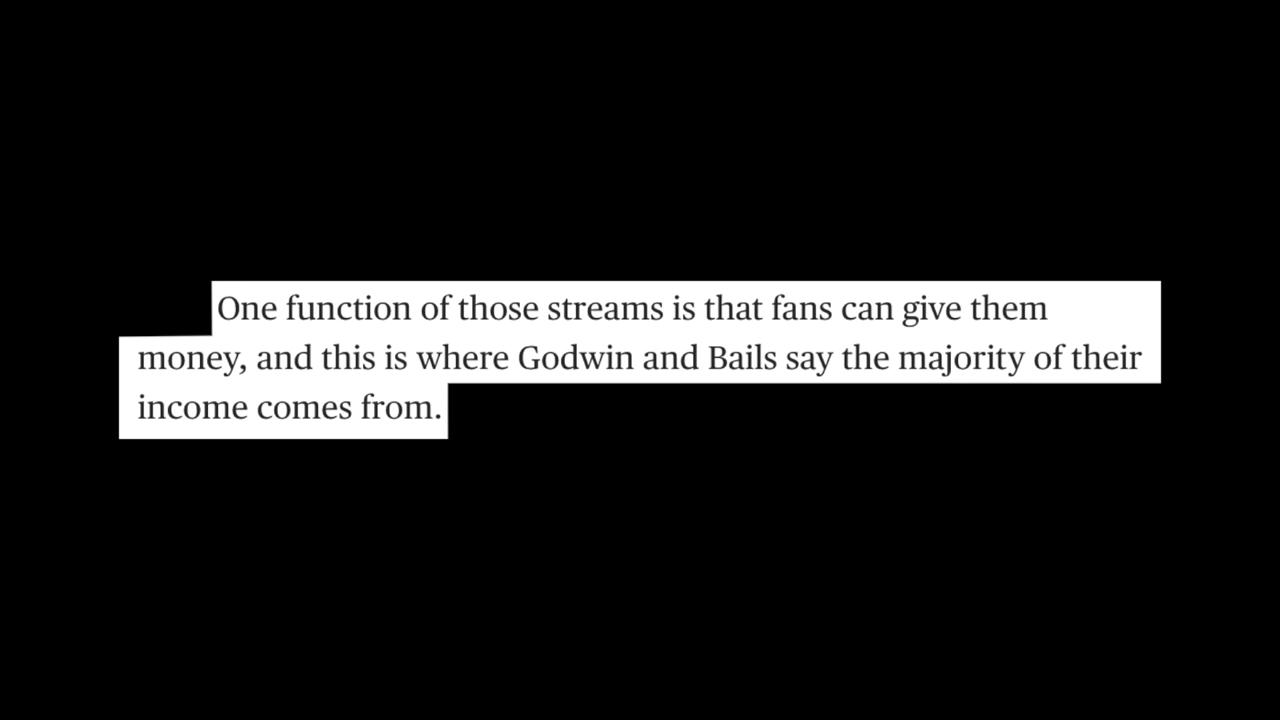 One function of those streams is that fans can give them
money, and this is where Godwin and Bails say the majority of their
income comes from.